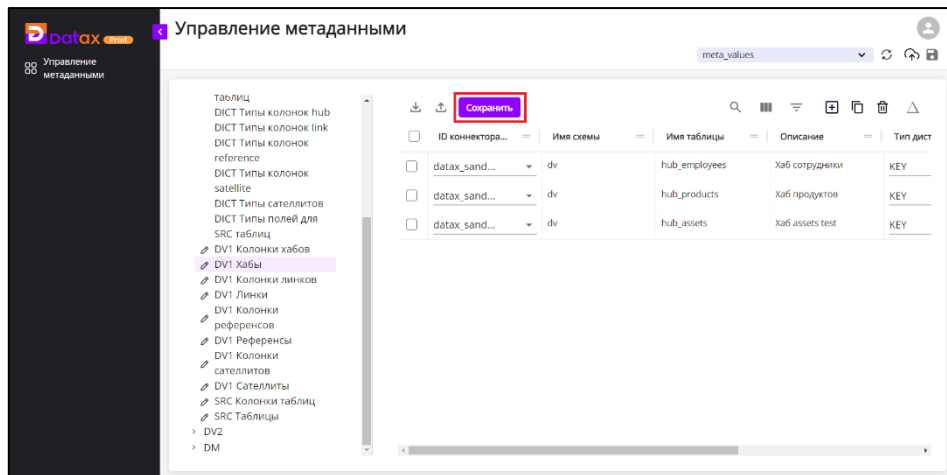 Datax Prod
Управление метаданными
meta_values
Управление
метаданными
таблиц
DICT Типы колонок hub
DICT Типы колонок link
DICT Типы колонок
reference
DICT Типы колонок
satellite
DICT Типы сателлитов
DICT Типы полей для
SRC таблиц
DV1 Колонки хабов
DV1 Хабы
DV1 Колонки линков
DV1 Линки
DV1 Колонки
референсов
DV1 Референсы
DV1 Колонки
сателлитов
DV1 Сателлиты
SRC Колонки таблиц
SRC Таблицы
DV2
DM
Сохранить
ID коннектора... Имя схемы Имя таблицы Описание Тип дист
datax_sand... dv hub_employees Хаб сотрудники KEY
datax_sand... dv hub_products Хаб продуктов KEY
datax_sand... dv hub_assets Хаб assets test KEY